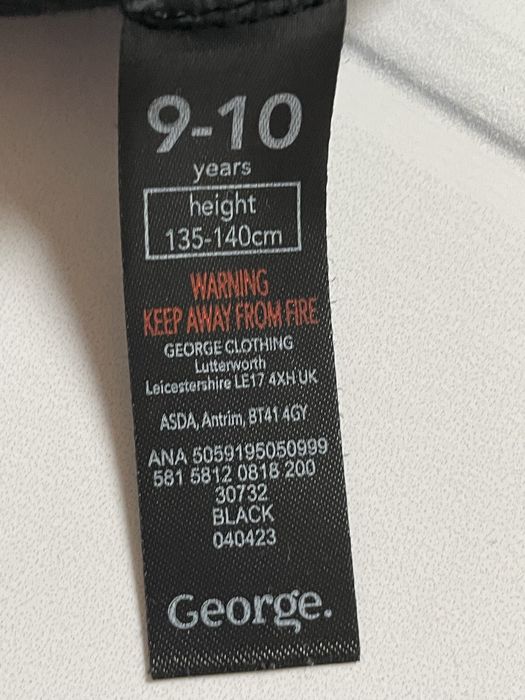 9-10
years
height
135-140cm
WARNING
KEEP AWAY FROM FIRE
GEORGE CLOTHING
Lutterworth
Leicestershire LE17 4XH UK
ASDA, Antrim, BT41 4GY
ANA 5059195050999
581 5812 0818 200
30732
BLACK
040423
George.